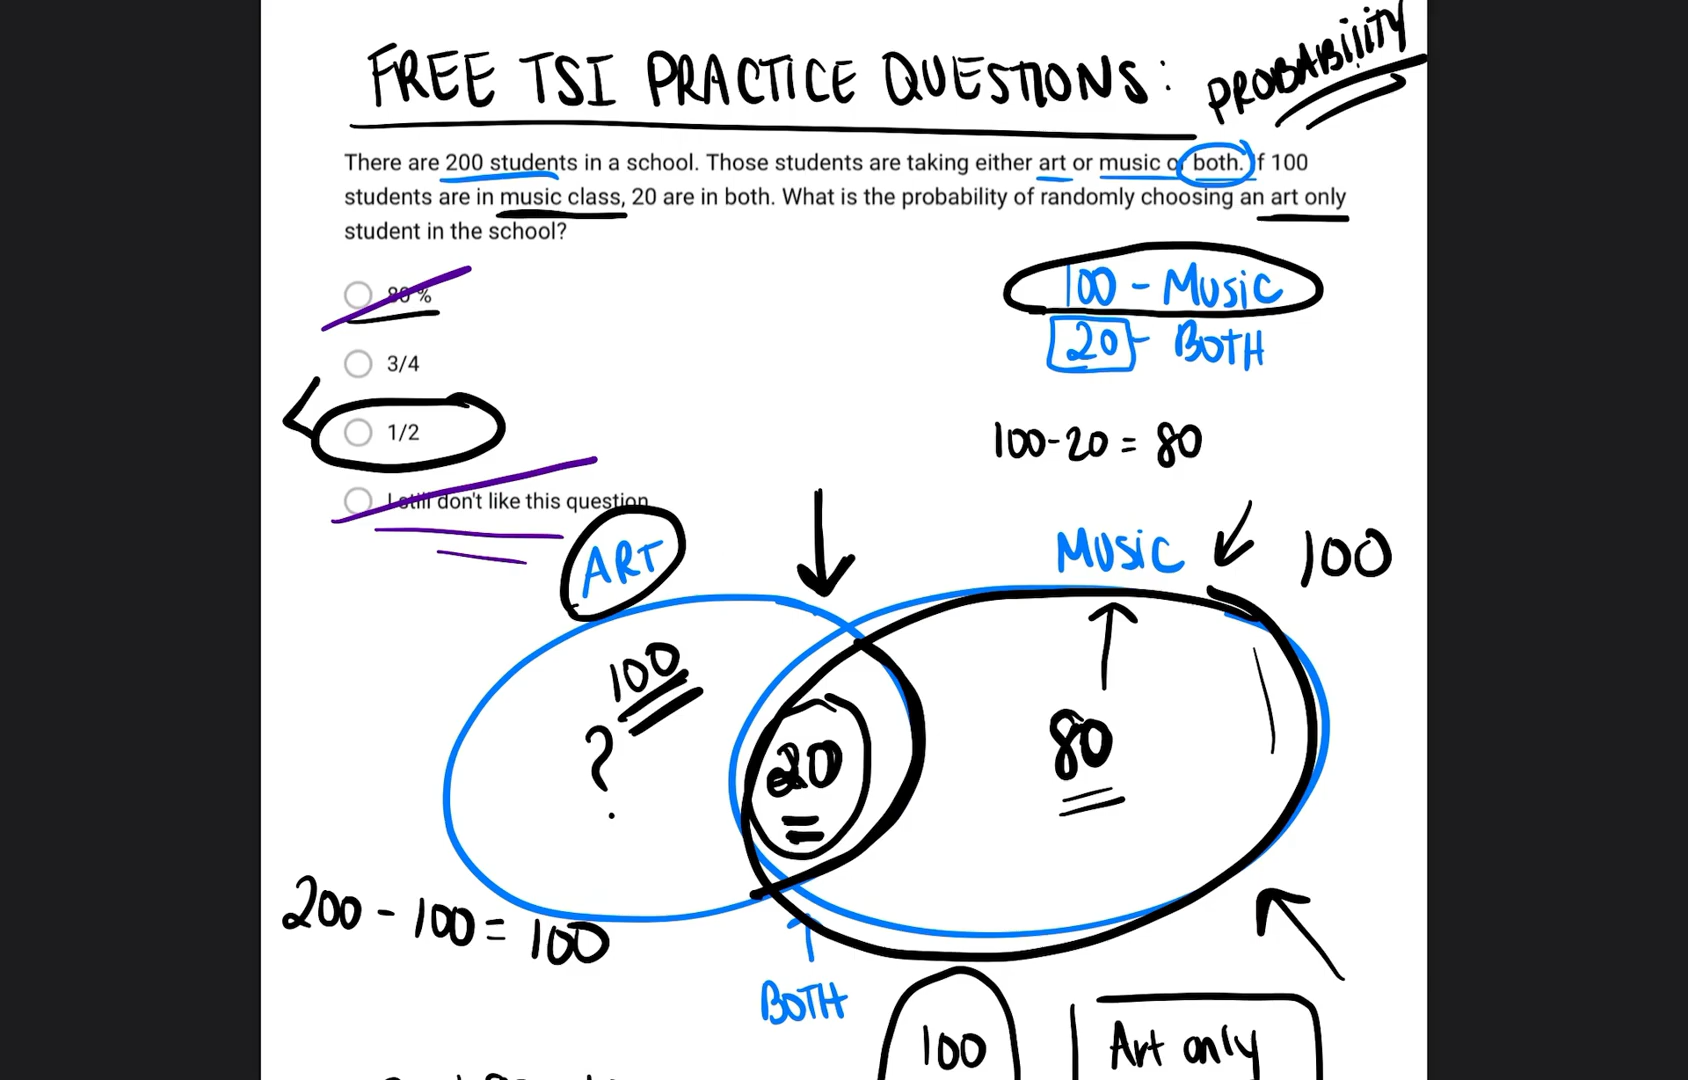 FREE TSI PRACTICE QUESTIONS: PROBABILITY
There are 200 students in a school. Those students are taking either art or music or both. If 100
students are in music class, 20 are in both. What is the probability of randomly choosing an art only
student in the school?
80%
100 - MUSIC
20 - BOTH
3/4
1/2
100-20 = 80
I still don't like this question
ART
MUSIC
100
100
?
20
80
200 - 100 = 100
BOTH
100
Art only